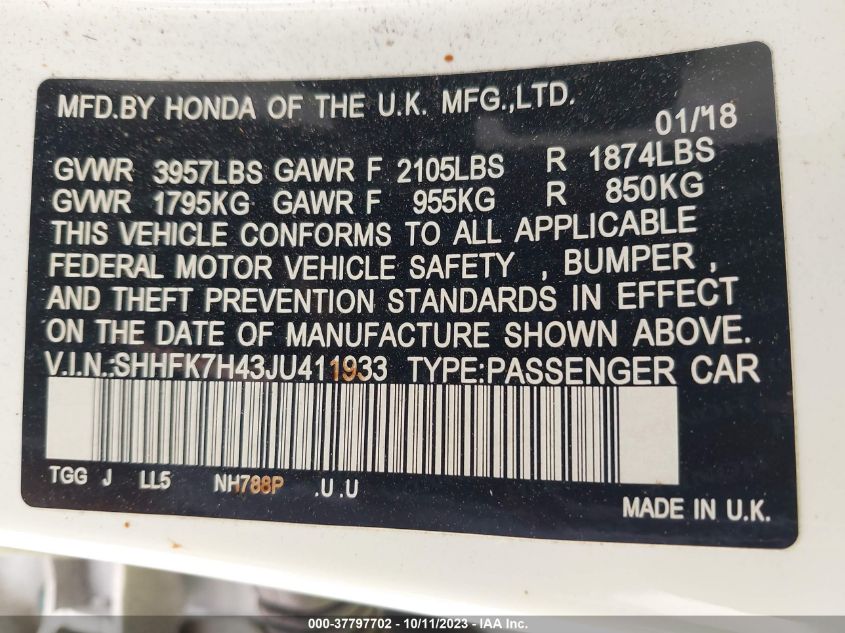 MFD.BY HONDA OF THE U.K. MFG.,LTD.
01/18
GVWR 3957LBS GAWR F 2105LBS R 1874LBS
GVWR 1795KG GAWR F 955KG R 850KG
THIS VEHICLE CONFORMS TO ALL APPLICABLE
FEDERAL MOTOR VEHICLE SAFETY , BUMPER ,
AND THEFT PREVENTION STANDARDS IN EFFECT
ON THE DATE OF MANUFACTURE SHOWN ABOVE.
V.I.N.:SHHFK7H43JU411933 TYPE:PASSENGER CAR
TGG J LL5 NH788P .U .U
MADE IN U.K.
000-37797702 - 10/11/2023 - IAA Inc.